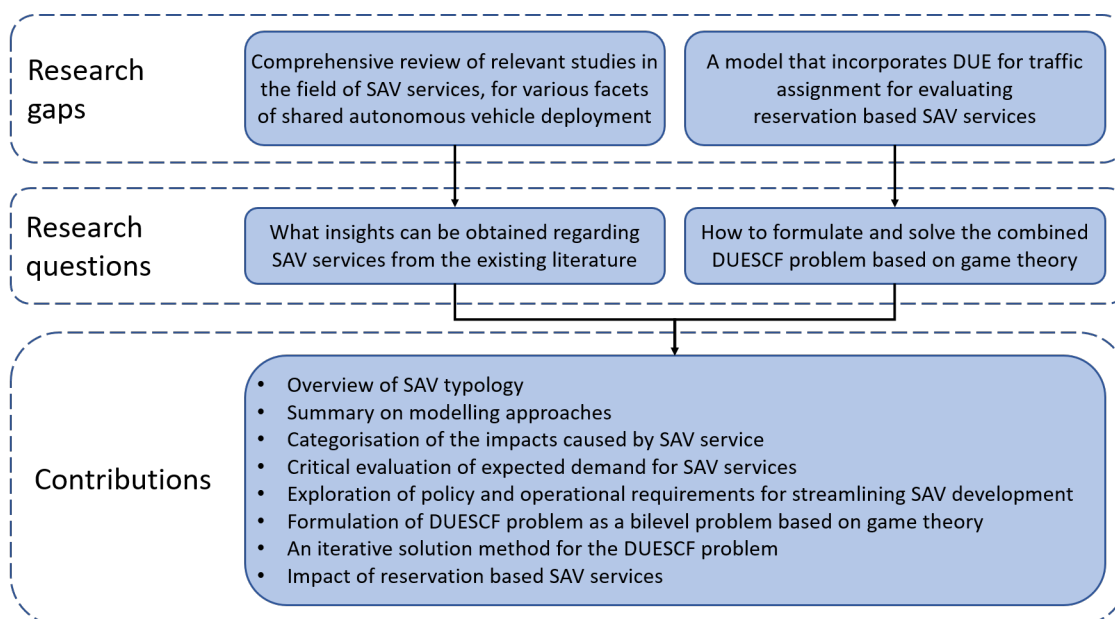 Research
gaps
Comprehensive review of relevant studies in
the field of SAV services, for various facets
of shared autonomous vehicle deployment
A model that incorporates DUE for traffic
assignment for evaluating
reservation based SAV services
Research
questions
What insights can be obtained regarding
SAV services from the existing literature
How to formulate and solve the combined
DUESCF problem based on game theory
Contributions
• Overview of SAV typology
• Summary on modelling approaches
• Categorisation of the impacts caused by SAV service
• Critical evaluation of expected demand for SAV services
• Exploration of policy and operational requirements for streamlining SAV development
• Formulation of DUESCF problem as a bilevel problem based on game theory
• An iterative solution method for the DUESCF problem
• Impact of reservation based SAV services